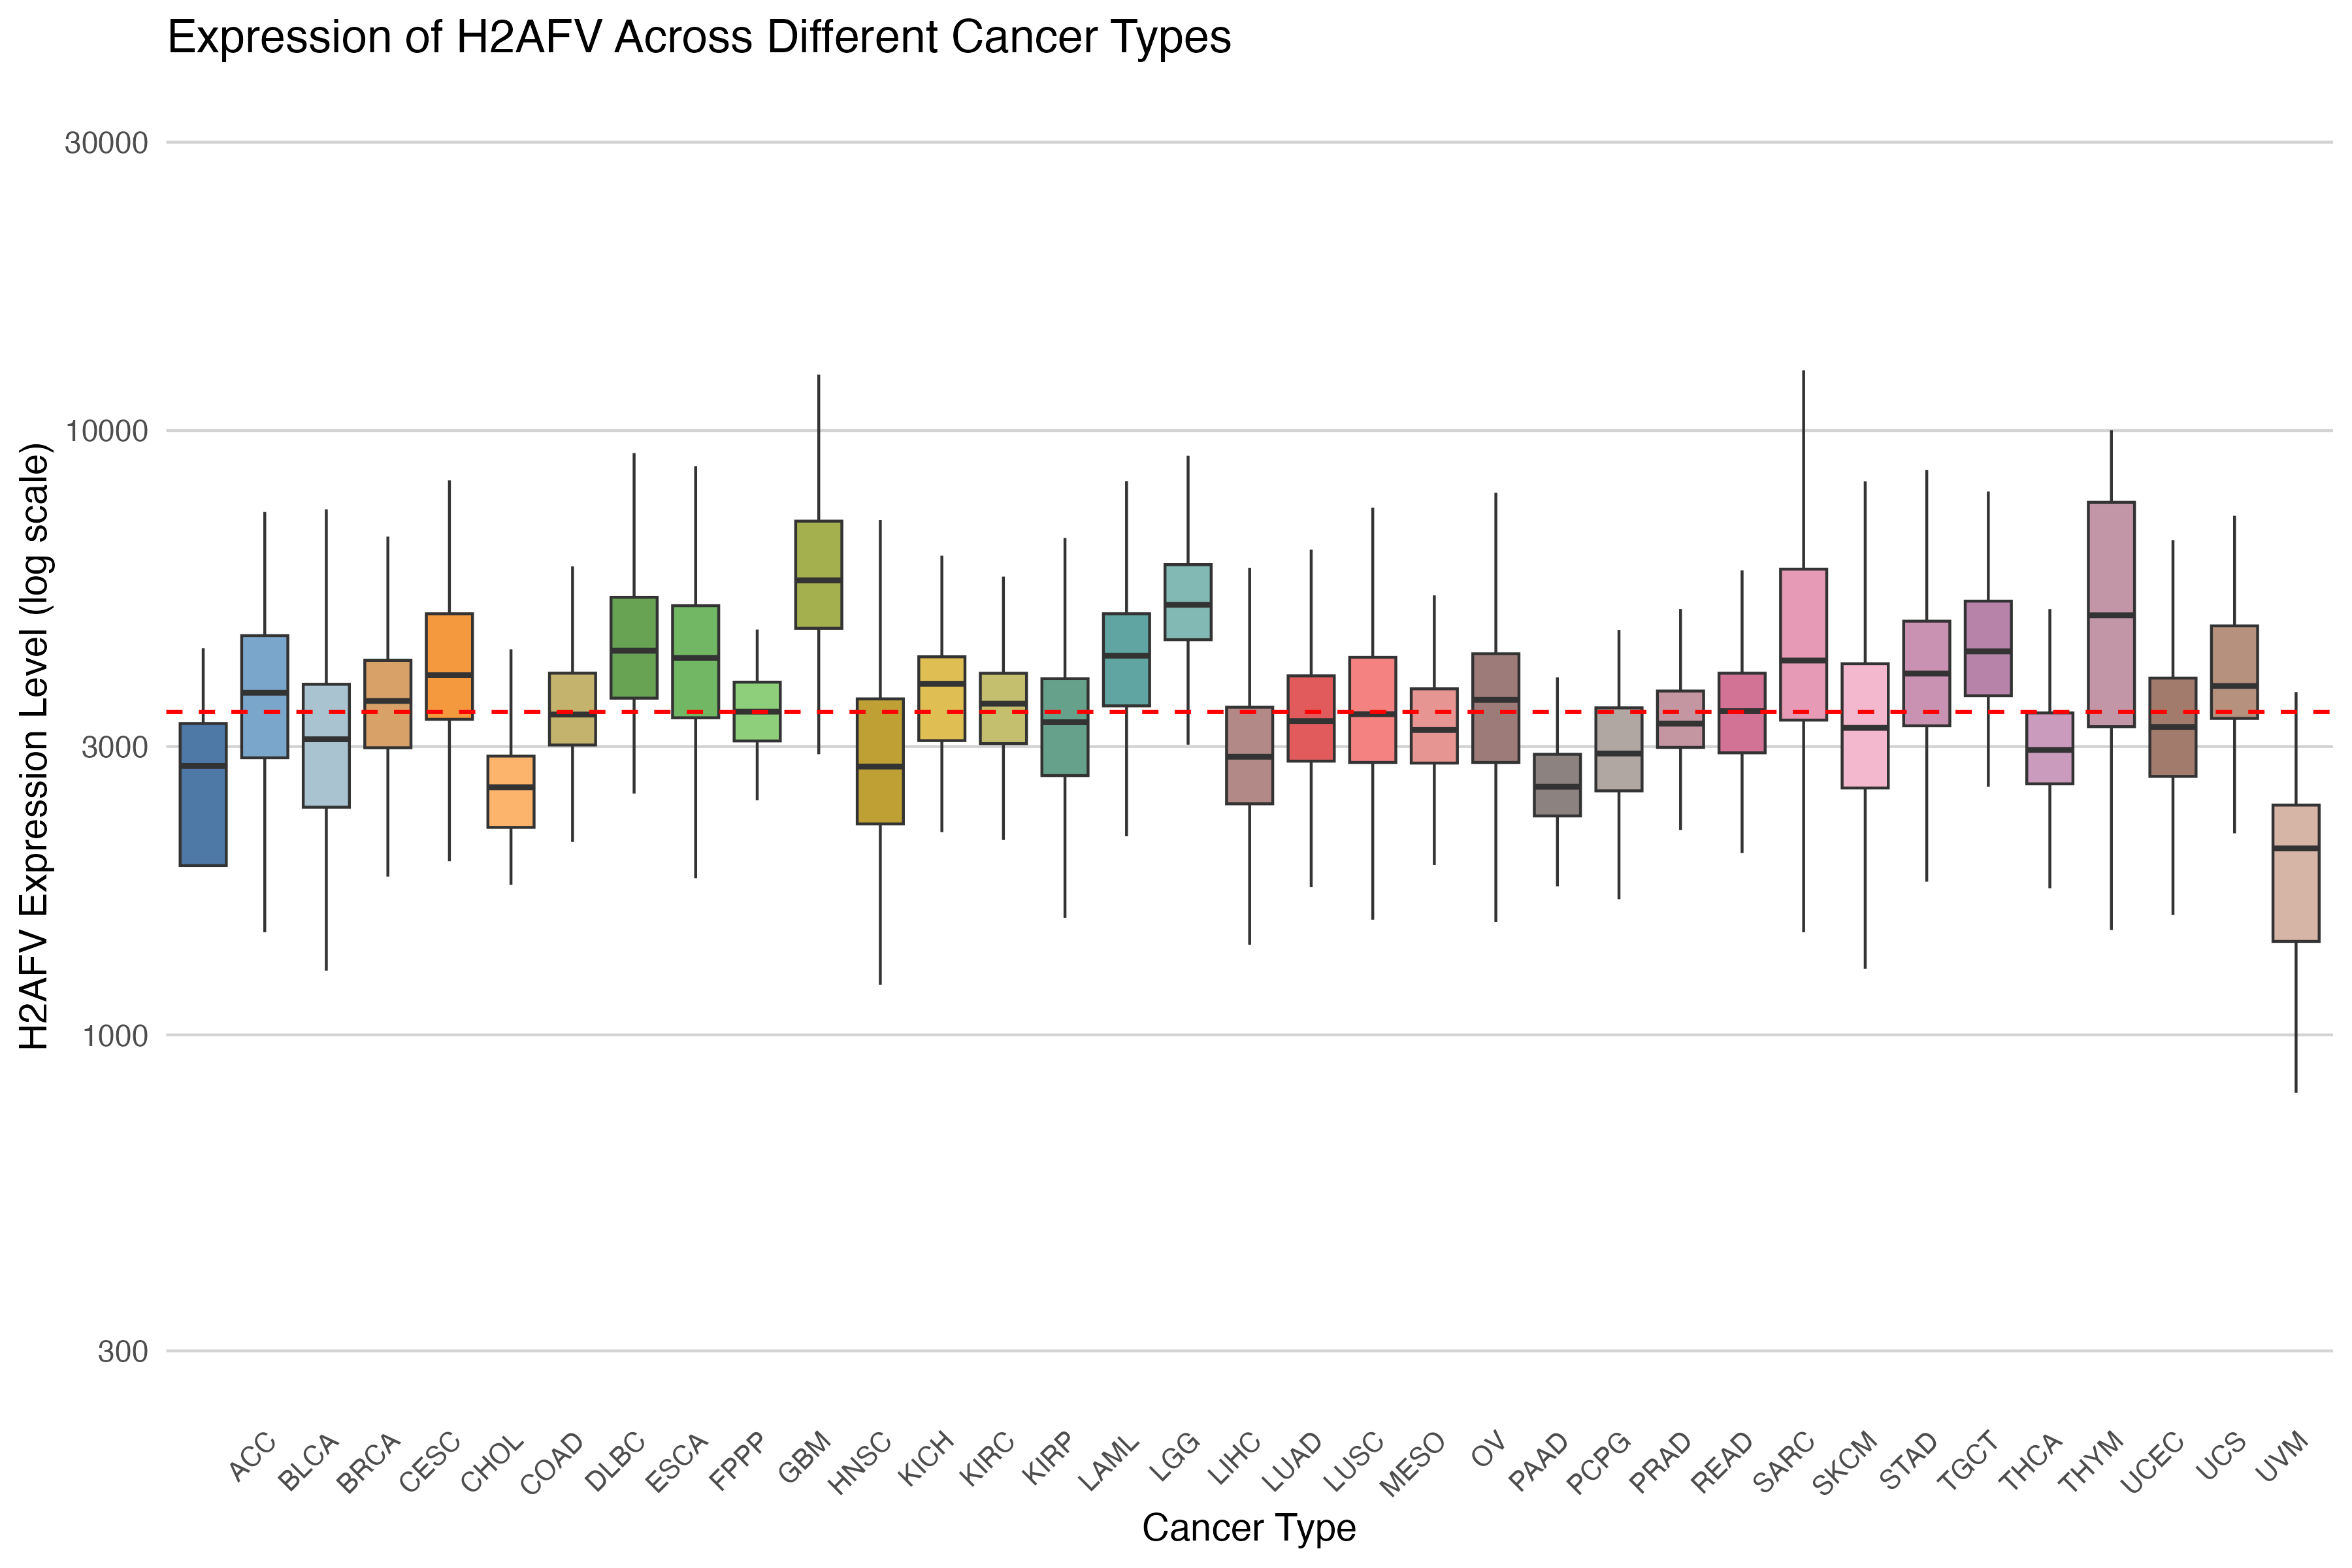 Expression of H2AFV Across Different Cancer Types
H2AFV Expression Level (log scale)
30000
10000
3000
1000
300
ACC
BLCA
BRCA
CESC
CHOL
COAD
DLBC
ESCA
FPPP
GBM
HNSC
KICH
KIRC
KIRP
LAML
LGG
LIHC
LUAD
LUSC
MESO
OV
PAAD
PCPG
PRAD
READ
SARC
SKCM
STAD
TGCT
THCA
THYM
UCEC
UCS
UVM
Cancer Type